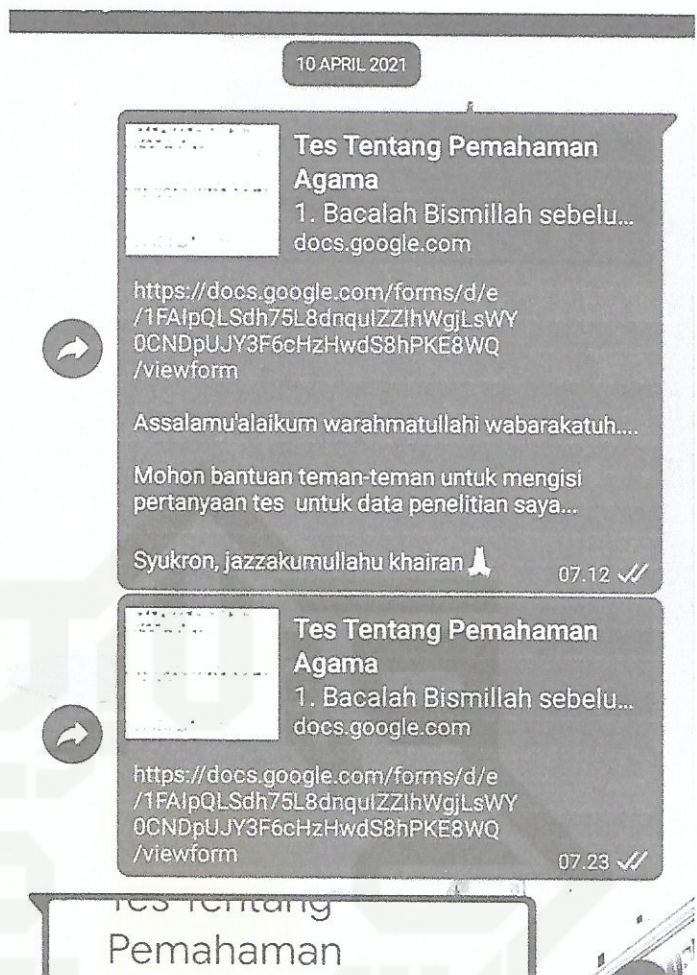 10 APRIL 2021
Tes Tentang Pemahaman
Agama
1. Bacalah Bismillah sebelu...
docs.google.com
https://docs.google.com/forms/d/e
/1FAIpQLSdh75L8dnquIZZIhWgjLsWY
0CNDpUJY3F6cHzHwdS8hPKE8WQ
/viewform
Assalamu'alaikum warahmatullahi wabarakatuh....
Mohon bantuan teman-teman untuk mengisi
pertanyaan tes untuk data penelitian saya...
Syukron, jazzakumullahu khairan 🙏
07.12
Tes Tentang Pemahaman
Agama
1. Bacalah Bismillah sebelu...
docs.google.com
https://docs.google.com/forms/d/e
/1FAIpQLSdh75L8dnquIZZIhWgjLsWY
0CNDpUJY3F6cHzHwdS8hPKE8WQ
/viewform
07.23
Tes Tentang
Pemahaman